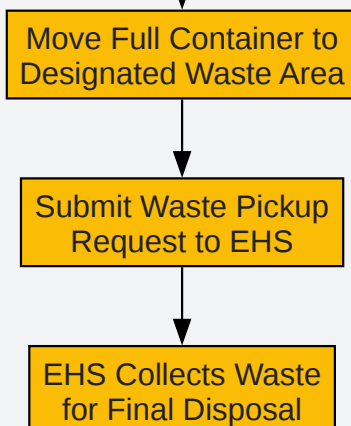 Move Full Container to
Designated Waste Area
Submit Waste Pickup
Request to EHS
EHS Collects Waste
for Final Disposal